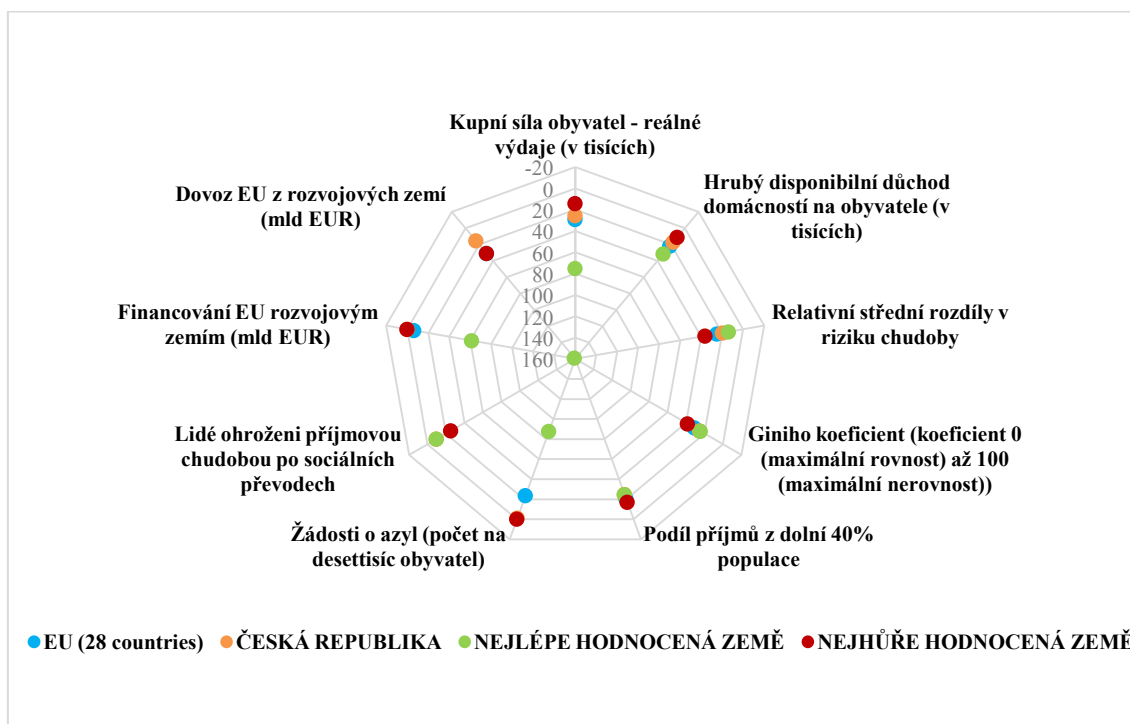 Kupní síla obyvatel - reálné
výdaje (v tisících)
Hrubý disponibilní důchod
domácností na obyvatele (v
tisících)
Relativní střední rozdíly v
riziku chudoby
Giniho koeficient (koeficient 0
(maximální rovnost) až 100
(maximální nerovnost))
Podíl příjmů z dolní 40%
populace
Žádosti o azyl (počet na
desettisíc obyvatel)
Lidé ohroženi příjmovou
chudobou po sociálních
převodech
Financování EU rozvojovým
zemím (mld EUR)
Dovoz EU z rozvojových zemí
(mld EUR)
-20
0
20
40
60
80
100
120
140
160
EU (28 countries) ČESKÁ REPUBLIKA NEJLÉPE HODNOCENÁ ZEMĚ NEJHŮŘE HODNOCENÁ ZEMĚ